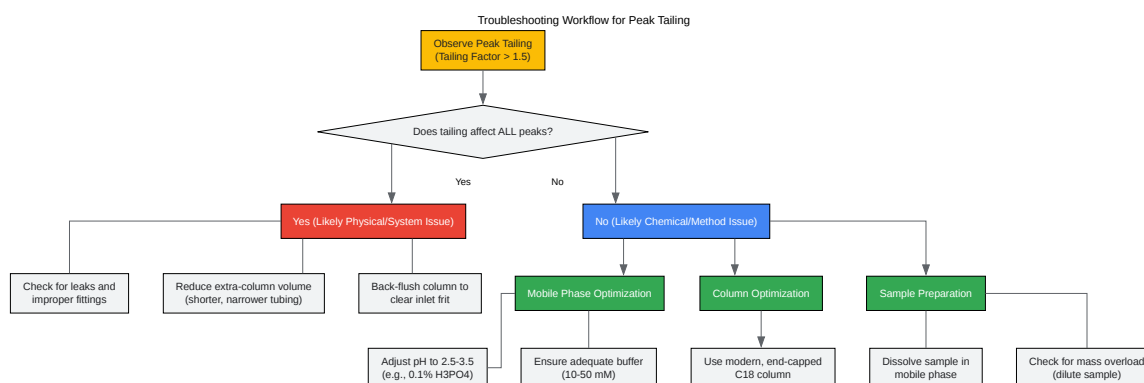 Troubleshooting Workflow for Peak Tailing
Observe Peak Tailing
(Tailing Factor > 1.5)
Does tailing affect ALL peaks?
Yes
No
Yes (Likely Physical/System Issue)
No (Likely Chemical/Method Issue)
Check for leaks and
improper fittings
Reduce extra-column volume
(shorter, narrower tubing)
Back-flush column to
clear inlet frit
Mobile Phase Optimization
Column Optimization
Sample Preparation
Adjust pH to 2.5-3.5
(e.g., 0.1% H3PO4)
Ensure adequate buffer
(10-50 mM)
Use modern, end-capped
C18 column
Dissolve sample in
mobile phase
Check for mass overload
(dilute sample)